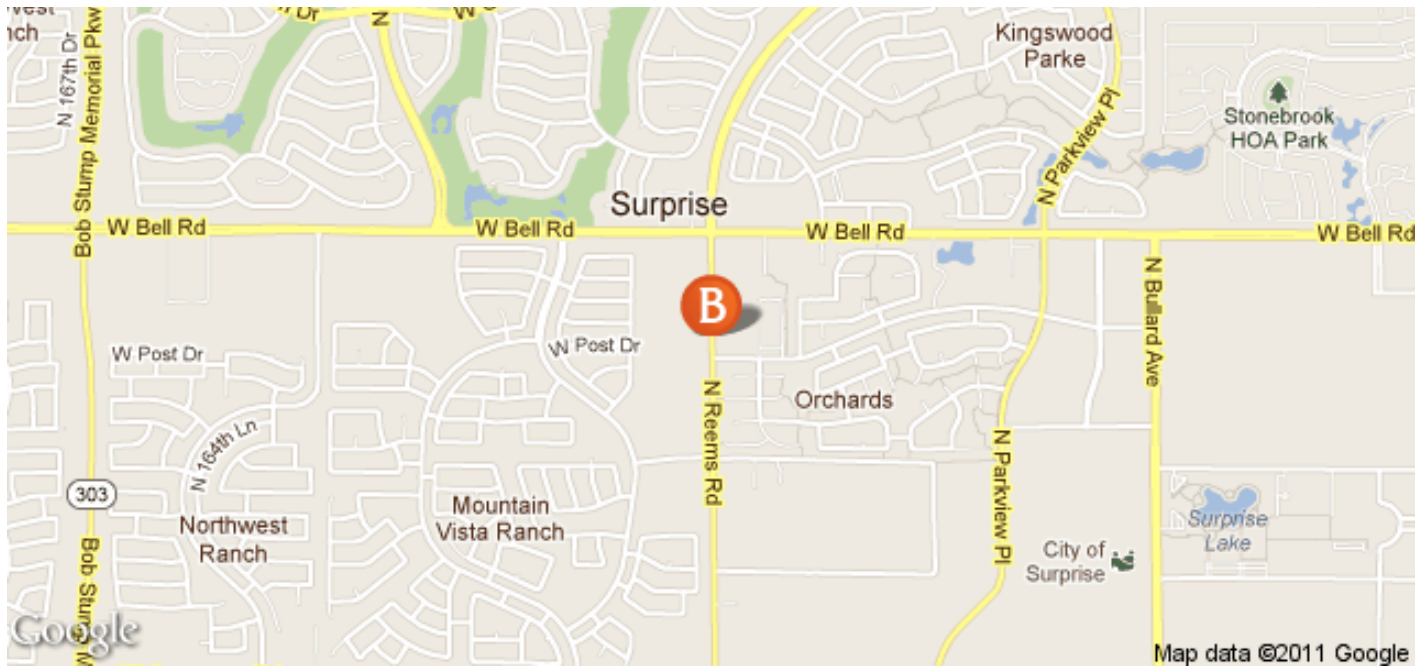 W
N
W
nch
N 167th Dr
Bob Stump Memorial Pkwy
Kingswood
Parke
N Parkview Pl
Stonebrook
HOA Park
Surprise
W Bell Rd
W Bell Rd
W Bell Rd
W Bell Rd
B
N Bullard Ave
W Post Dr
W Post Dr
N Reems Rd
Orchards
N 164th Ln
N Parkview Pl
303
Northwest
Ranch
Mountain
Vista Ranch
Surprise
Lake
City of
Surprise
Google
Map data ©2011 Google